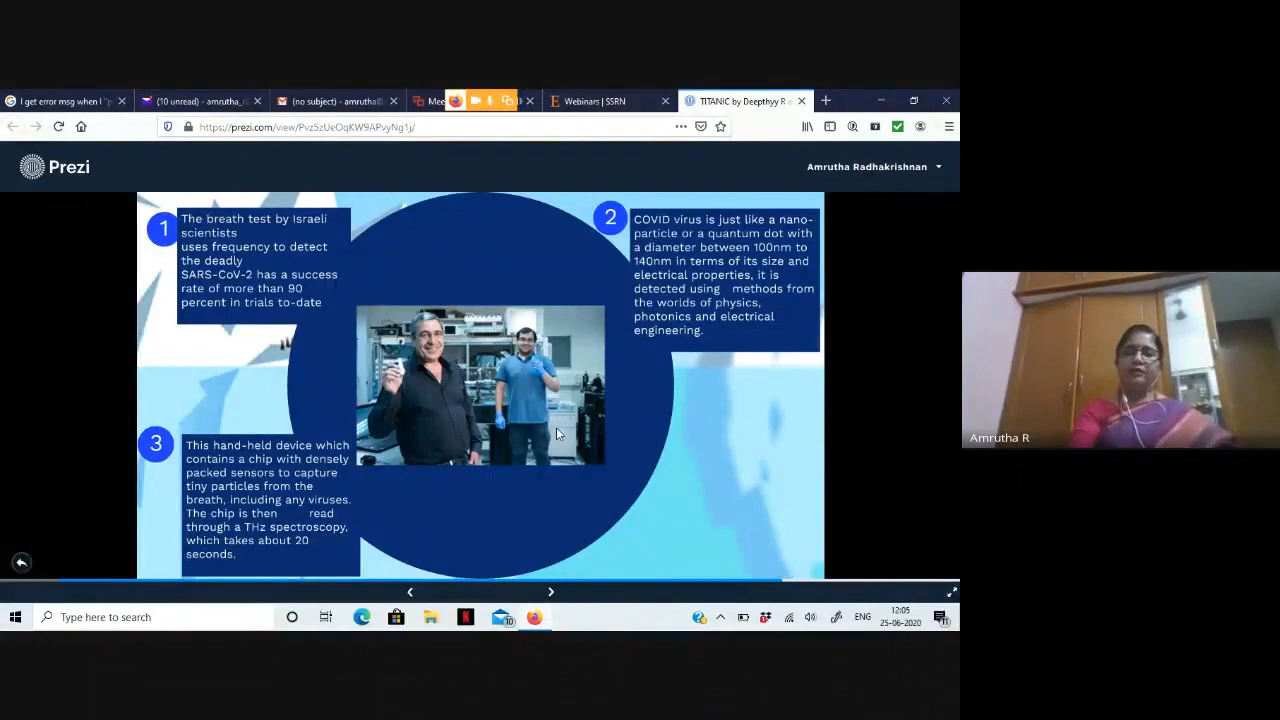 I get error msg when I "p
(10 unread) - amrutha_r
(no subject) - amrutha@
Mee
Webinars | SSRN
TITANIC by Deepthyy R o
https://prezi.com/view/Pvz5zUeOqKW9APvyNg1j/
Prezi
Amrutha Radhakrishnan
1
The breath test by Israeli
scientists
uses frequency to detect
the deadly
SARS-CoV-2 has a success
rate of more than 90
percent in trials to-date
2
COVID virus is just like a nano-
particle or a quantum dot with
a diameter between 100nm to
140nm in terms of its size and
electrical properties, it is
detected using methods from
the worlds of physics,
photonics and electrical
engineering.
3
This hand-held device which
contains a chip with densely
packed sensors to capture
tiny particles from the
breath, including any viruses.
The chip is then read
through a THz spectroscopy,
which takes about 20
seconds.
Amrutha R
Type here to search
10
ENG
12:05
25-06-2020
11